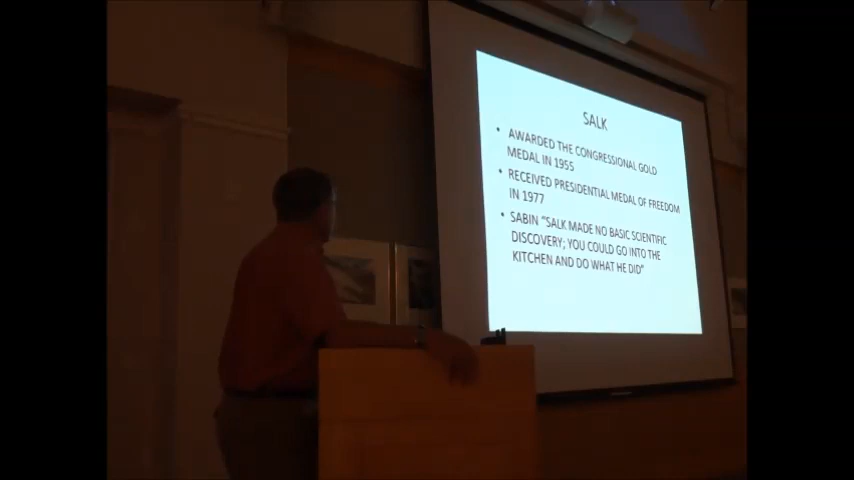 SALK
• AWARDED THE CONGRESSIONAL GOLD
MEDAL IN 1955
• RECEIVED PRESIDENTIAL MEDAL OF FREEDOM
IN 1977
• SABIN "SALK MADE NO BASIC SCIENTIFIC
DISCOVERY; YOU COULD GO INTO THE
KITCHEN AND DO WHAT HE DID"